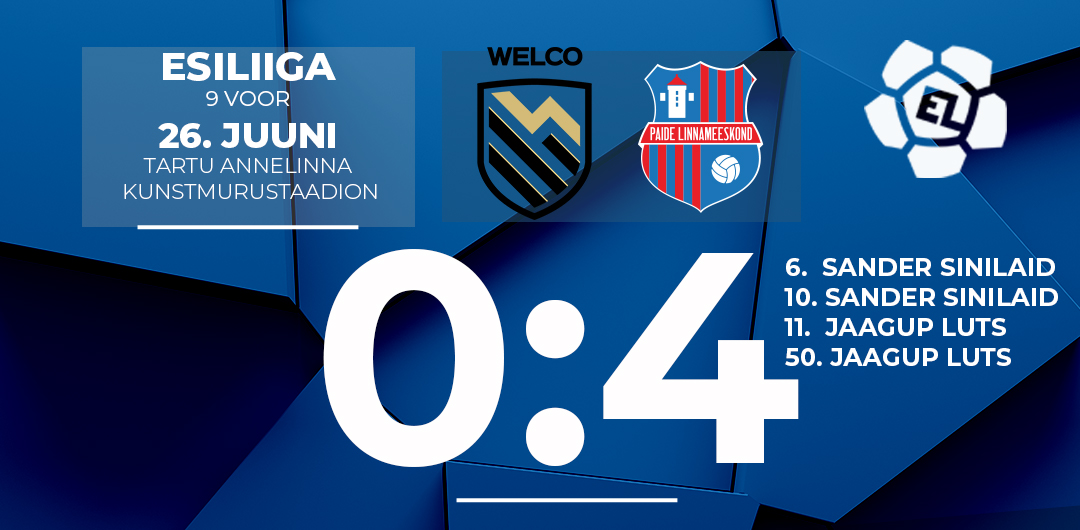 ESILIIGA
9 VOOR
26. JUUNI
TARTU ANNELINNA
KUNSTMURUSTAADION
WELCO
PAIDE LINNAMEESKOND
EL
0:4
6. SANDER SINILAID
10. SANDER SINILAID
11. JAAGUP LUTS
50. JAAGUP LUTS